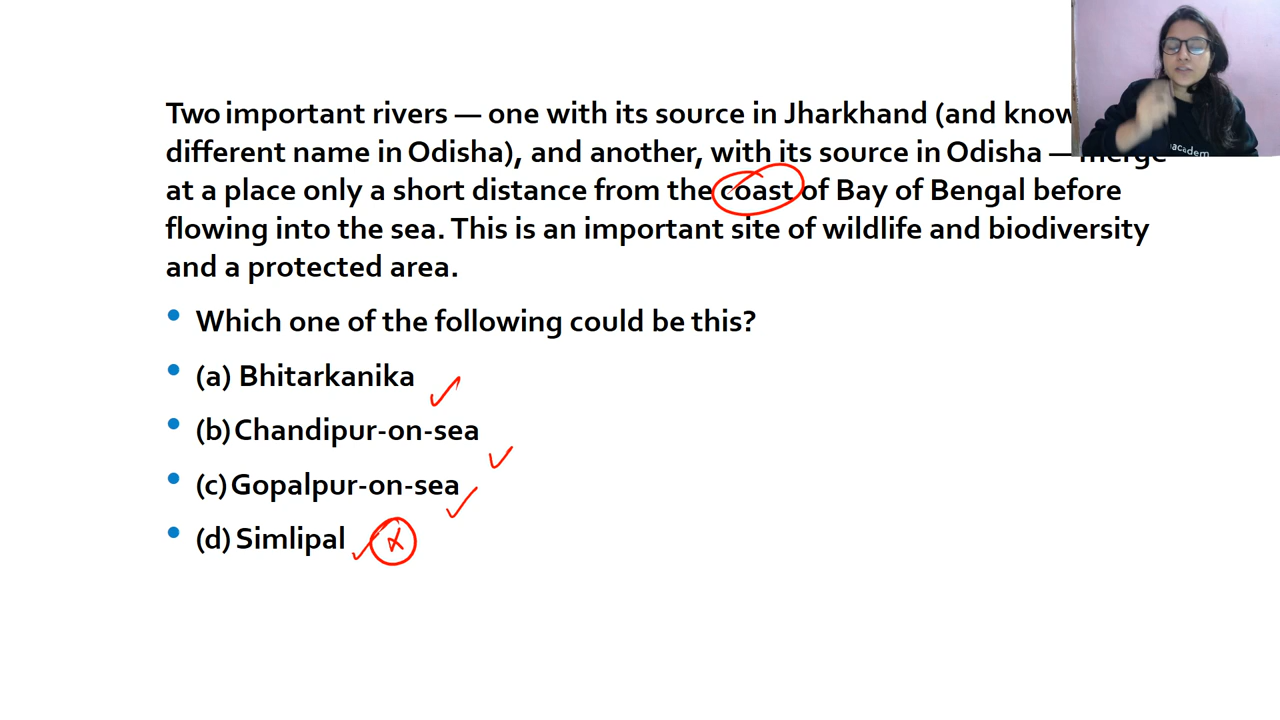 Two important rivers — one with its source in Jharkhand (and know
different name in Odisha), and another, with its source in Odisha — merge
at a place only a short distance from the coast of Bay of Bengal before
flowing into the sea. This is an important site of wildlife and biodiversity
and a protected area.
• Which one of the following could be this?
• (a) Bhitarkanika
• (b) Chandipur-on-sea
• (c) Gopalpur-on-sea
• (d) Simlipal
academ